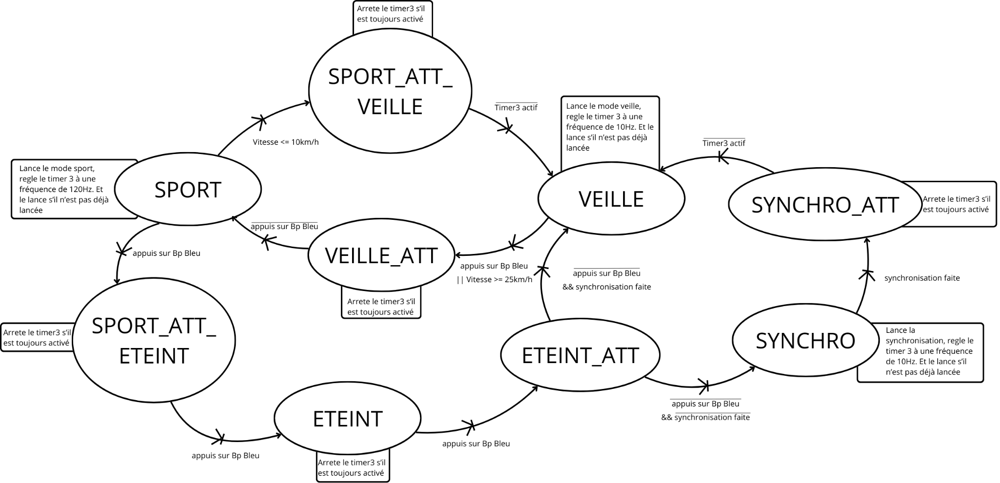 Arrete le timer3 s’il
est toujours activé
SPORT_ATT_
VEILLE
Timer3 actif
Vitesse <= 10km/h
Lance le mode veille,
regle le timer 3 à une
fréquence de 10Hz. Et le
lance s’il n’est pas déjà
lancée
Timer3 actif
Lance le mode sport,
regle le timer 3 à une
fréquence de 120Hz. Et
le lance s’il n’est pas déjà
lancée
SPORT
VEILLE
SYNCHRO_ATT
Arrete le timer3 s’il
est toujours activé
appuis sur Bp Bleu
VEILLE_ATT
appuis sur Bp Bleu
appuis sur Bp Bleu
|| Vitesse >= 25km/h
appuis sur Bp Bleu
&& synchronisation faite
synchronisation faite
Arrete le timer3 s’il
est toujours activé
Arrete le timer3 s’il
est toujours activé
SPORT_ATT_
ETEINT
ETEINT_ATT
SYNCHRO
Lance la
synchronisation, regle le
timer 3 à une fréquence
de 10Hz. Et le lance s’il
n’est pas déjà lancée
appuis sur Bp Bleu
&& synchronisation faite
ETEINT
appuis sur Bp Bleu
appuis sur Bp Bleu
Arrete le timer3 s’il
est toujours activé